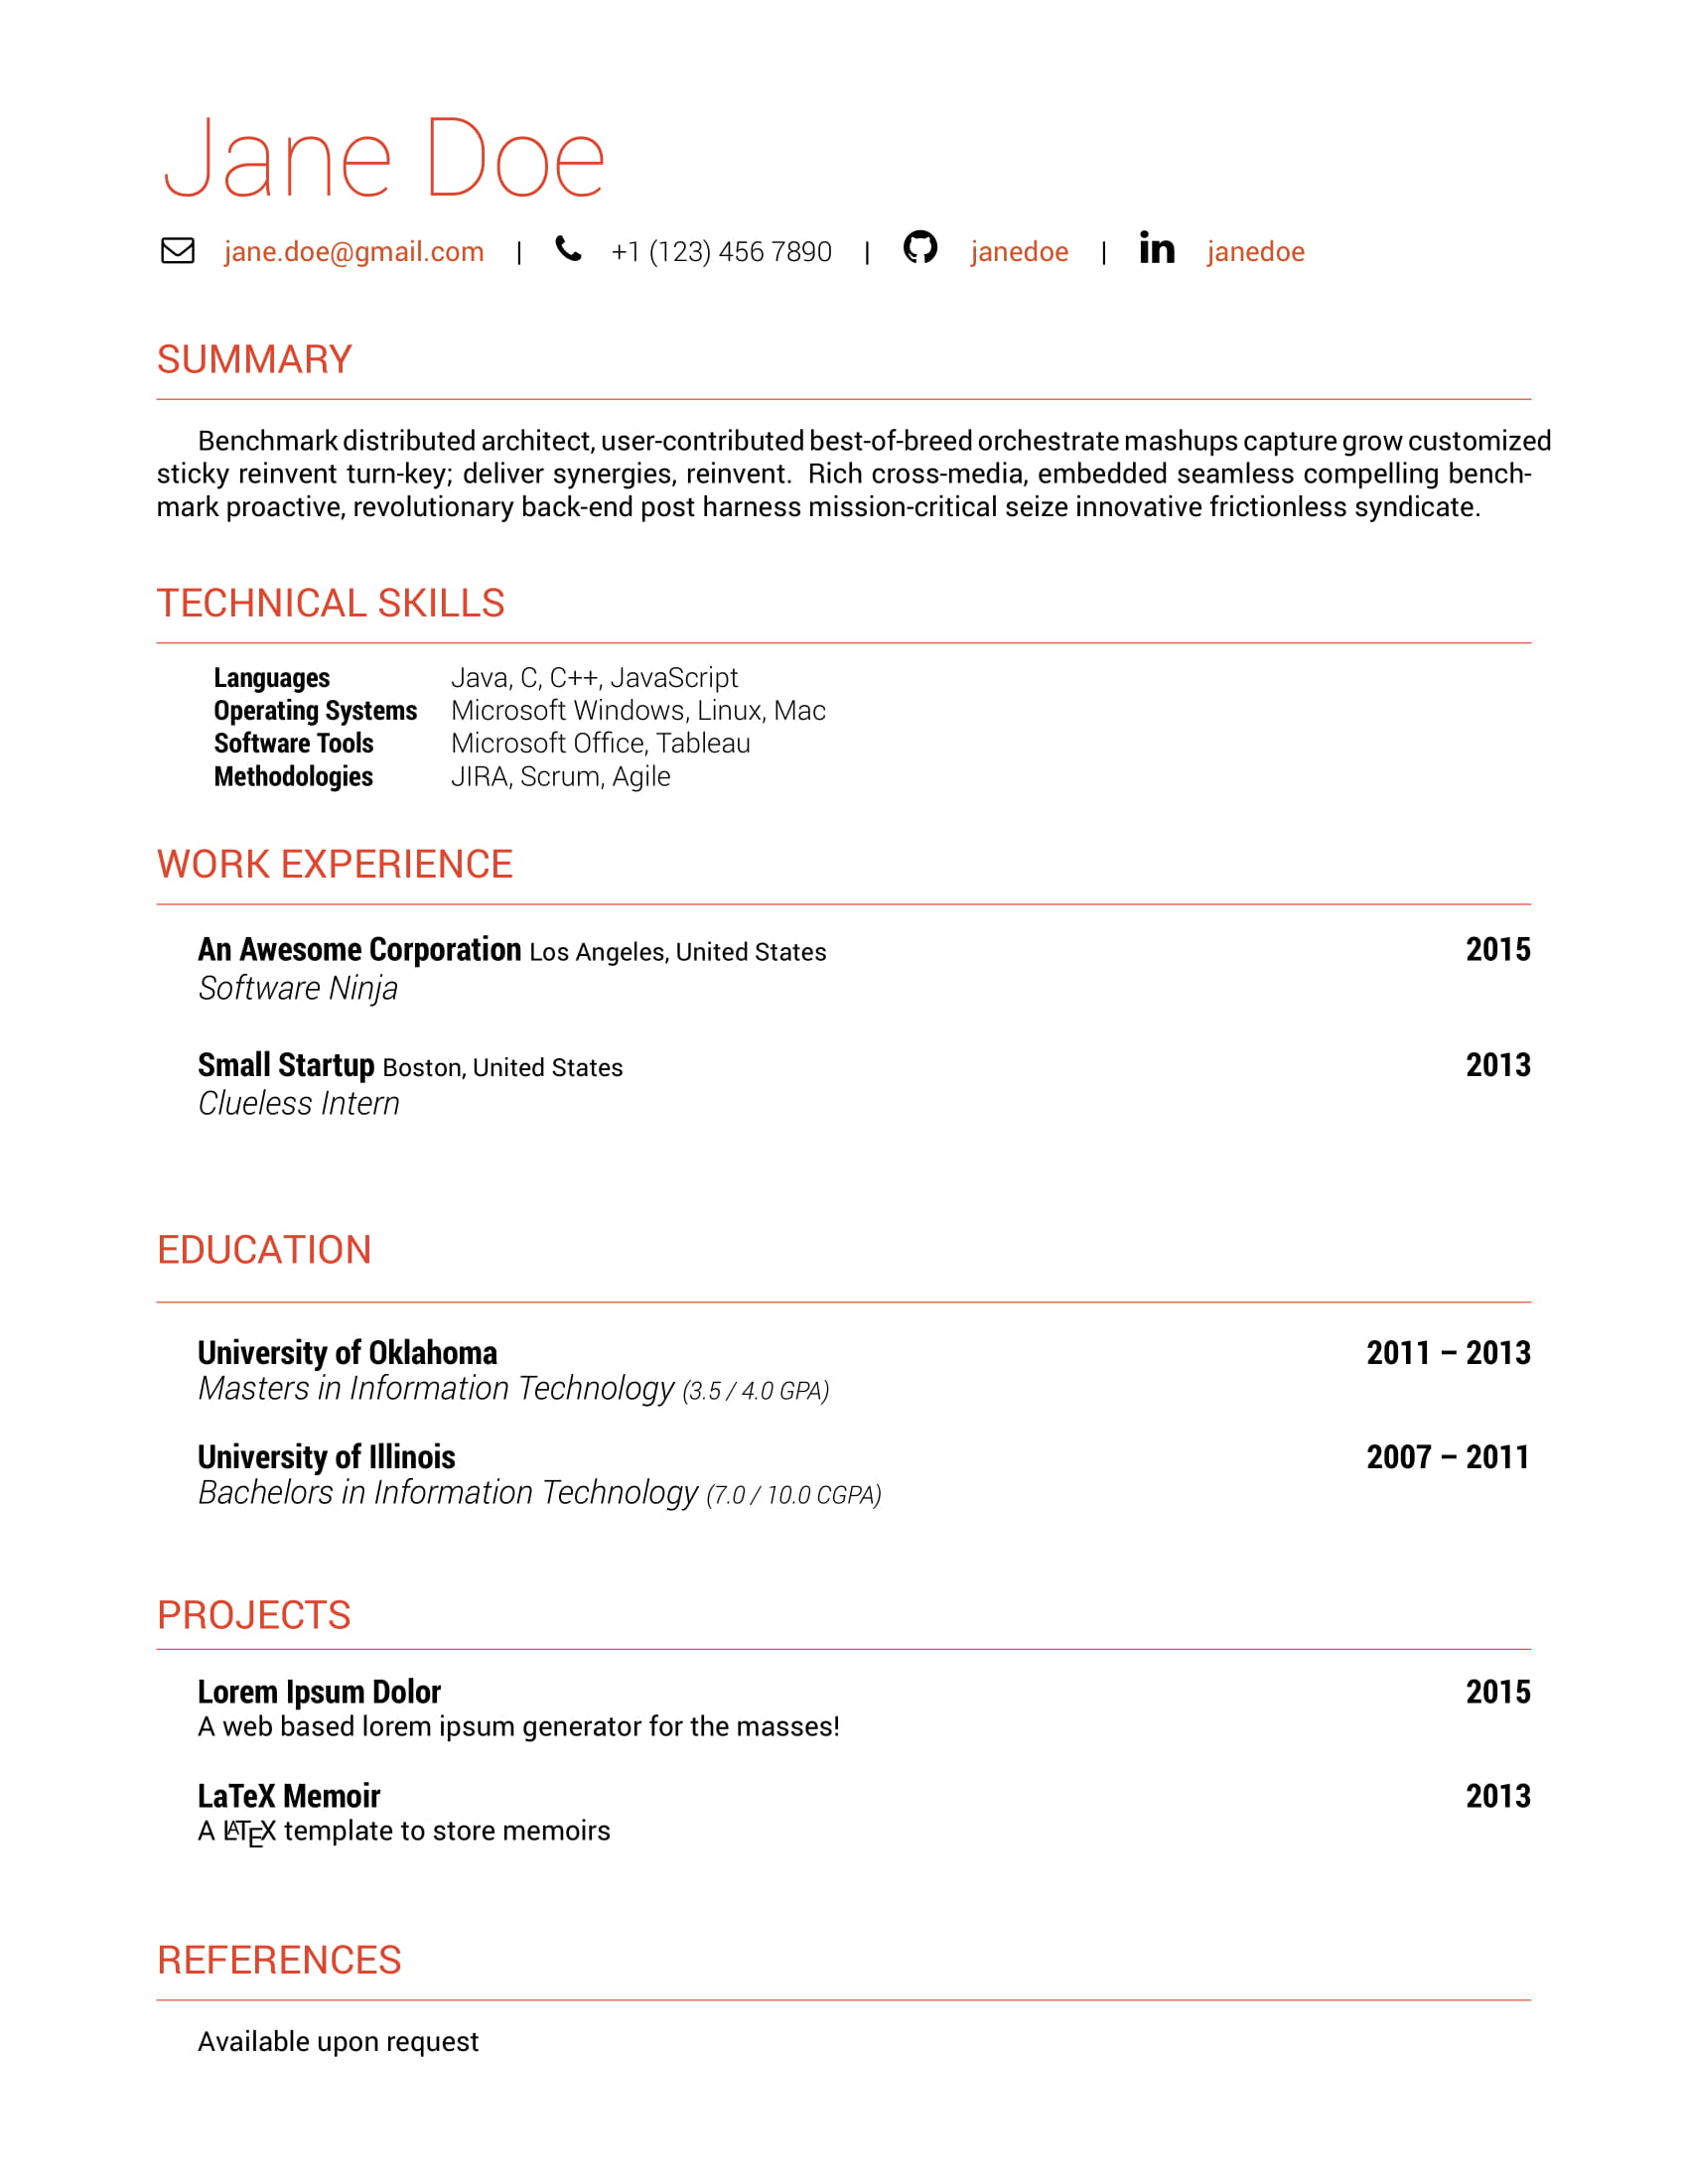 Jane Doe
jane.doe@gmail.com | +1 (123) 456 7890 | janedoe | in janedoe
SUMMARY
Benchmark distributed architect, user-contributed best-of-breed orchestrate mashups capture grow customized
sticky reinvent turn-key; deliver synergies, reinvent. Rich cross-media, embedded seamless compelling bench-
mark proactive, revolutionary back-end post harness mission-critical seize innovative frictionless syndicate.
TECHNICAL SKILLS
Languages Java, C, C++, JavaScript
Operating Systems Microsoft Windows, Linux, Mac
Software Tools Microsoft Office, Tableau
Methodologies JIRA, Scrum, Agile
WORK EXPERIENCE
An Awesome Corporation Los Angeles, United States 2015
Software Ninja
Small Startup Boston, United States 2013
Clueless Intern
EDUCATION
University of Oklahoma 2011 – 2013
Masters in Information Technology (3.5 / 4.0 GPA)
University of Illinois 2007 – 2011
Bachelors in Information Technology (7.0 / 10.0 CGPA)
PROJECTS
Lorem Ipsum Dolor 2015
A web based lorem ipsum generator for the masses!
LaTeX Memoir 2013
A LATEX template to store memoirs
REFERENCES
Available upon request